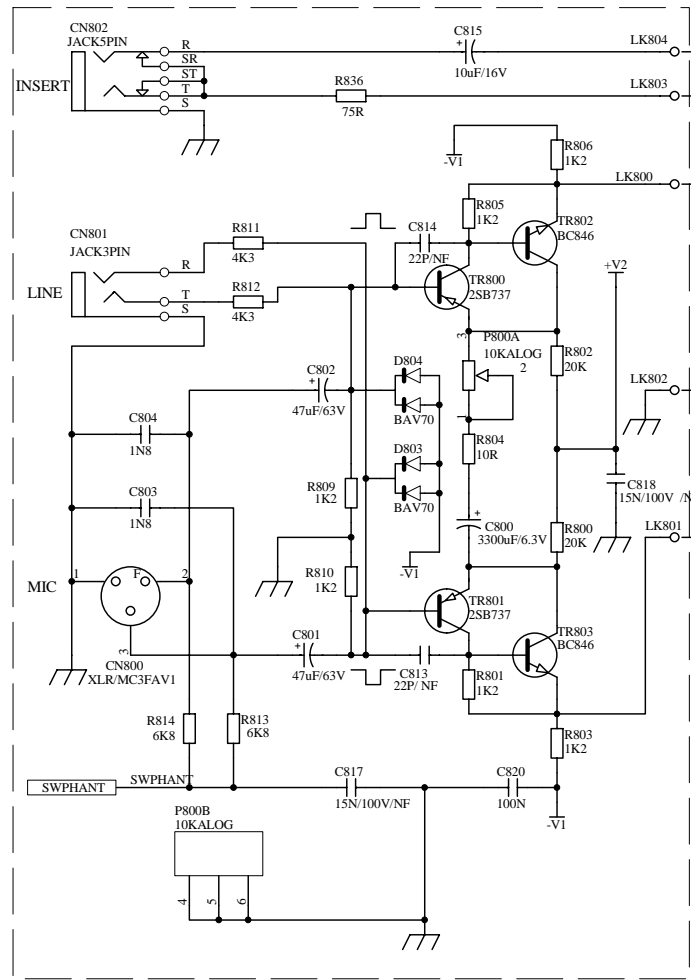 CN802
JACK5PIN
INSERT
R
SR
ST
T
S
C815
+
10uF/16V
LK804
R836
75R
LK803
-V1
R806
1K2
LK800
R805
1K2
TR802
BC846
C814
22P/NF
CN801
JACK3PIN
LINE
R
T
S
R811
4K3
R812
4K3
+V2
TR800
2SB737
3
P800A
10KALOG
2
1
R802
20K
C802
+
47uF/63V
D804
BAV70
LK802
C804
1N8
R804
10R
D803
BAV70
C818
15N/100V /N
C803
1N8
R809
1K2
+
C800
3300uF/6.3V
R800
20K
LK801
MIC
1
F
2
3
CN800
XLR/MC3FAV1
R810
1K2
-V1
TR801
2SB737
TR803
BC846
C801
+
47uF/63V
C813
22P/ NF
R801
1K2
R814
6K8
R813
6K8
R803
1K2
SWPHANT
SWPHANT
C817
15N/100V/NF
C820
100N
-V1
P800B
10KALOG
4
5
6